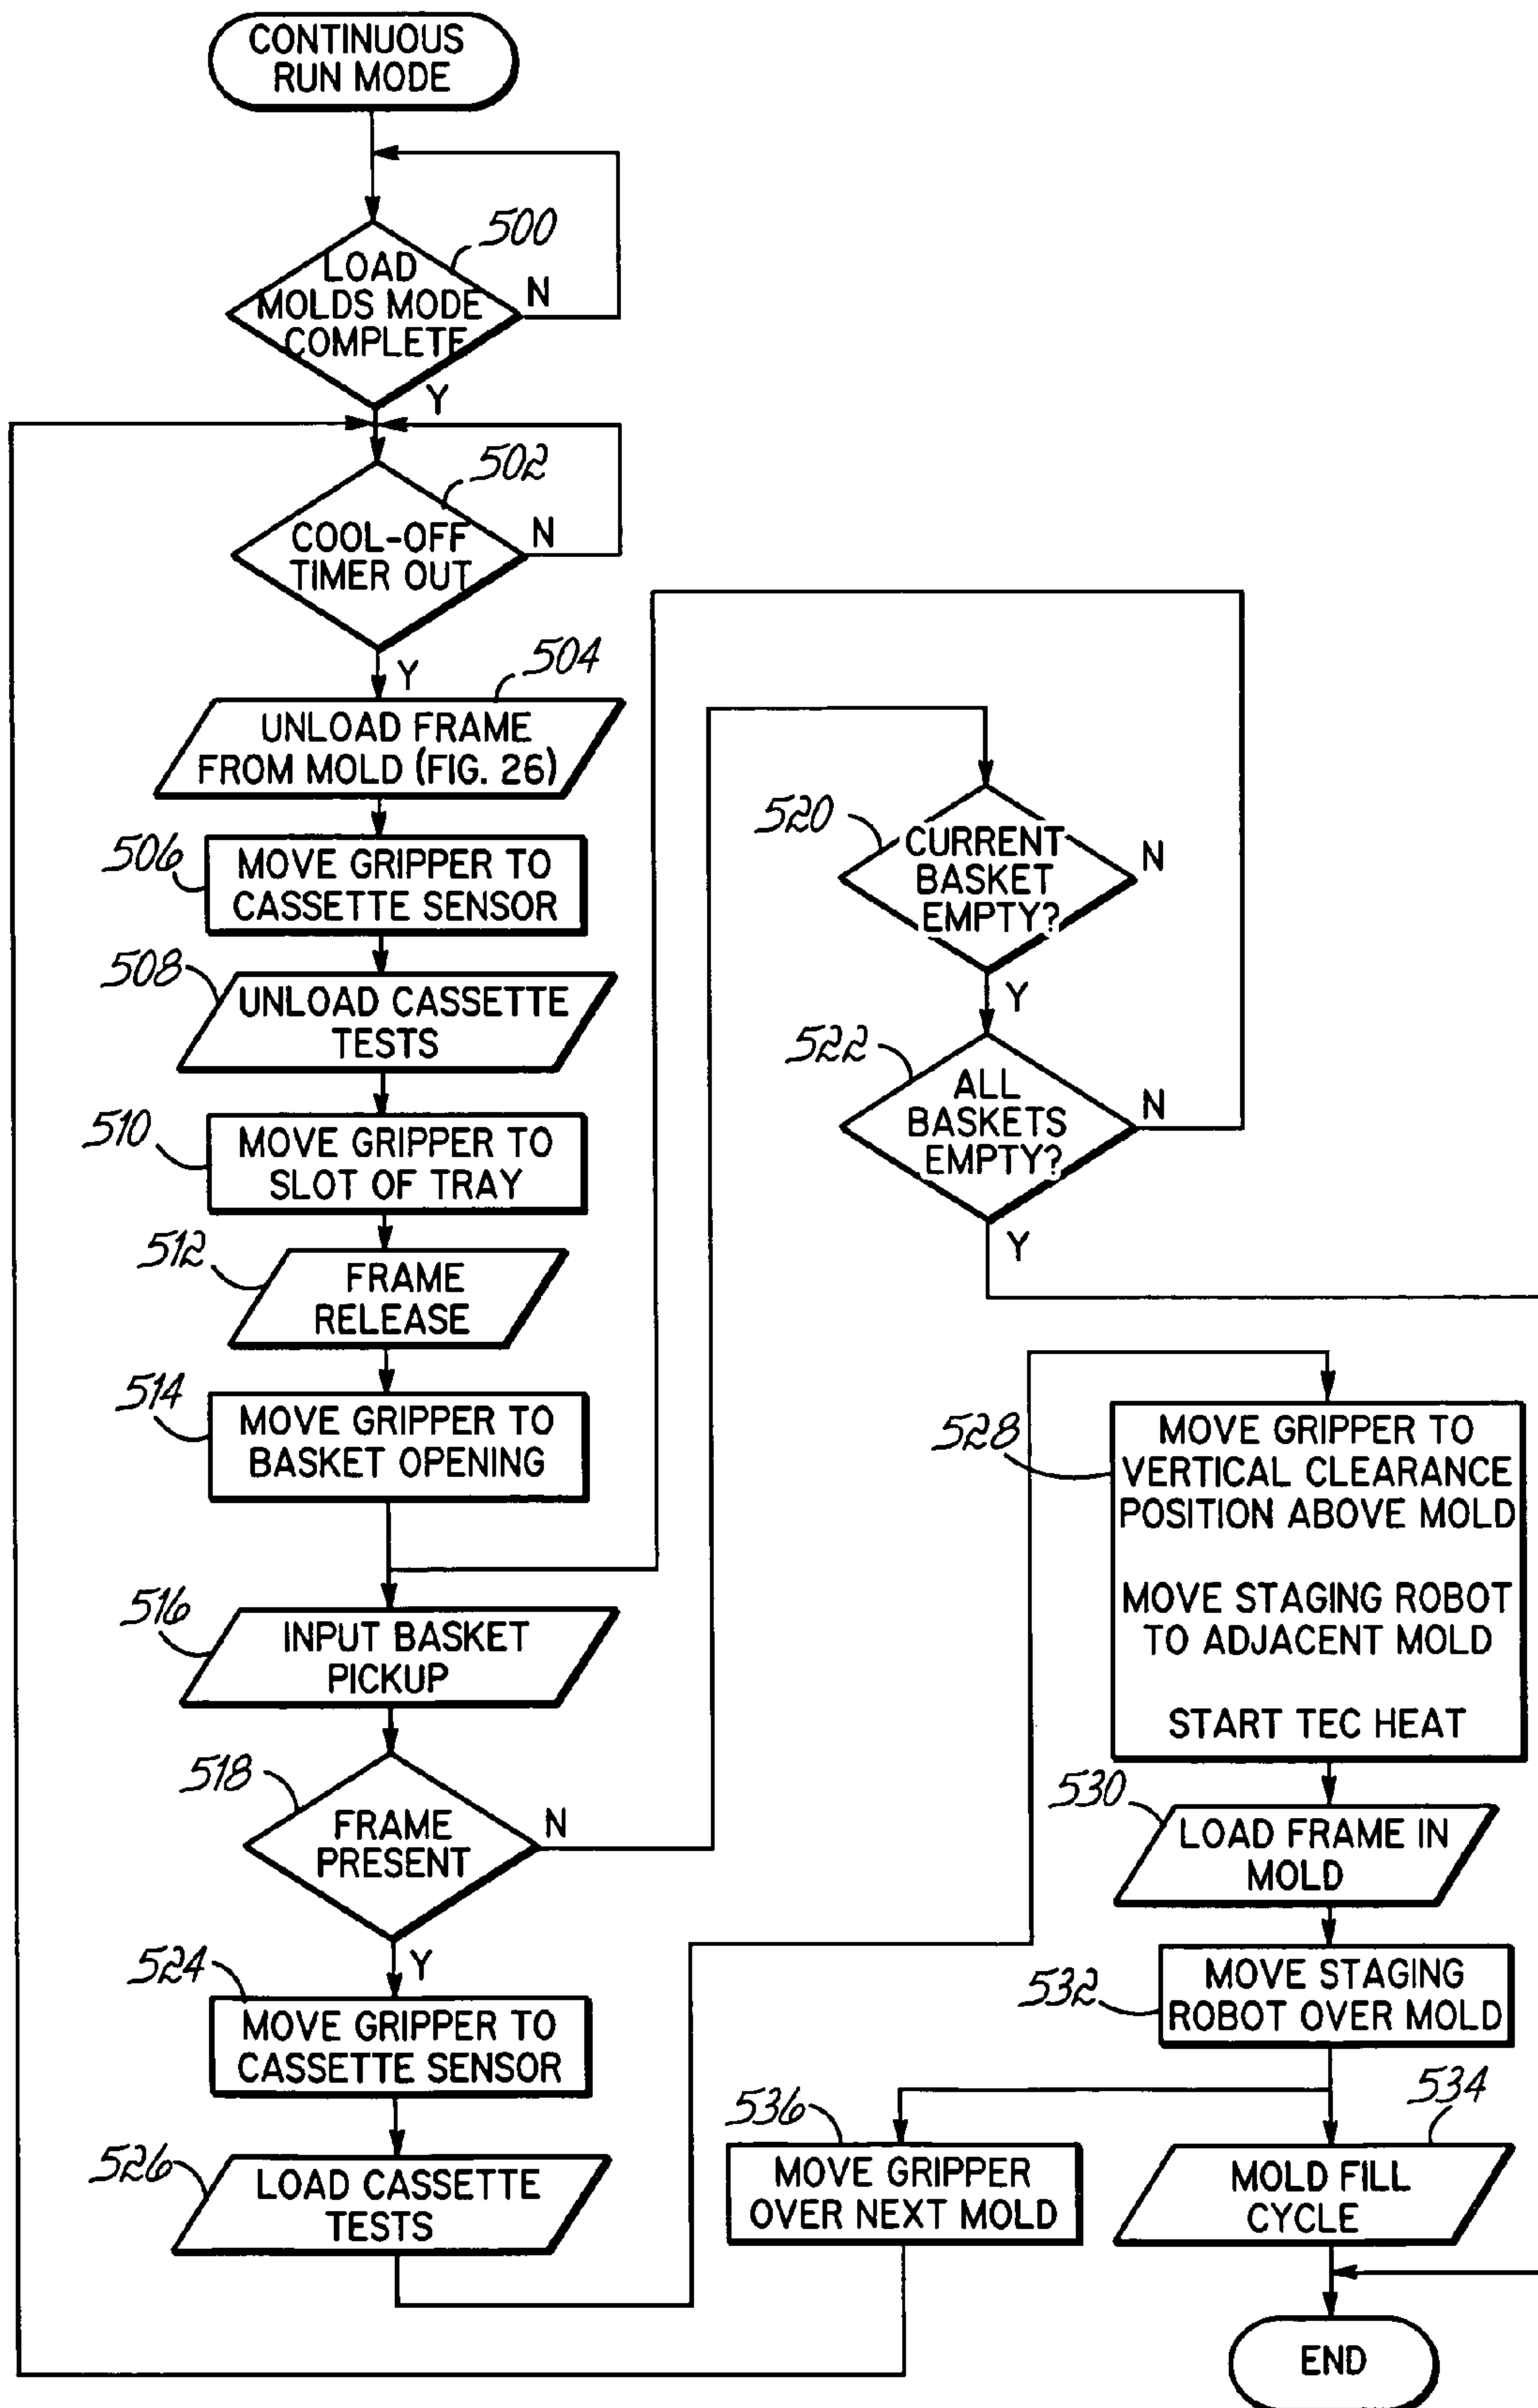 CONTINUOUS
RUN MODE
500
LOAD
MOLDS MODE
COMPLETE
N
Y
502
COOL-OFF
TIMER OUT
N
Y
504
UNLOAD FRAME
FROM MOLD (FIG. 26)
506
MOVE GRIPPER TO
CASSETTE SENSOR
508
UNLOAD CASSETTE
TESTS
510
MOVE GRIPPER TO
SLOT OF TRAY
512
FRAME
RELEASE
514
MOVE GRIPPER TO
BASKET OPENING
516
INPUT BASKET
PICKUP
518
FRAME
PRESENT
N
Y
520
CURRENT
BASKET
EMPTY?
N
Y
522
ALL
BASKETS
EMPTY?
N
Y
524
MOVE GRIPPER TO
CASSETTE SENSOR
526
LOAD CASSETTE
TESTS
528
MOVE GRIPPER TO
VERTICAL CLEARANCE
POSITION ABOVE MOLD
MOVE STAGING ROBOT
TO ADJACENT MOLD
START TEC HEAT
530
LOAD FRAME IN
MOLD
532
MOVE STAGING
ROBOT OVER MOLD
534
MOLD FILL
CYCLE
536
MOVE GRIPPER
OVER NEXT MOLD
END